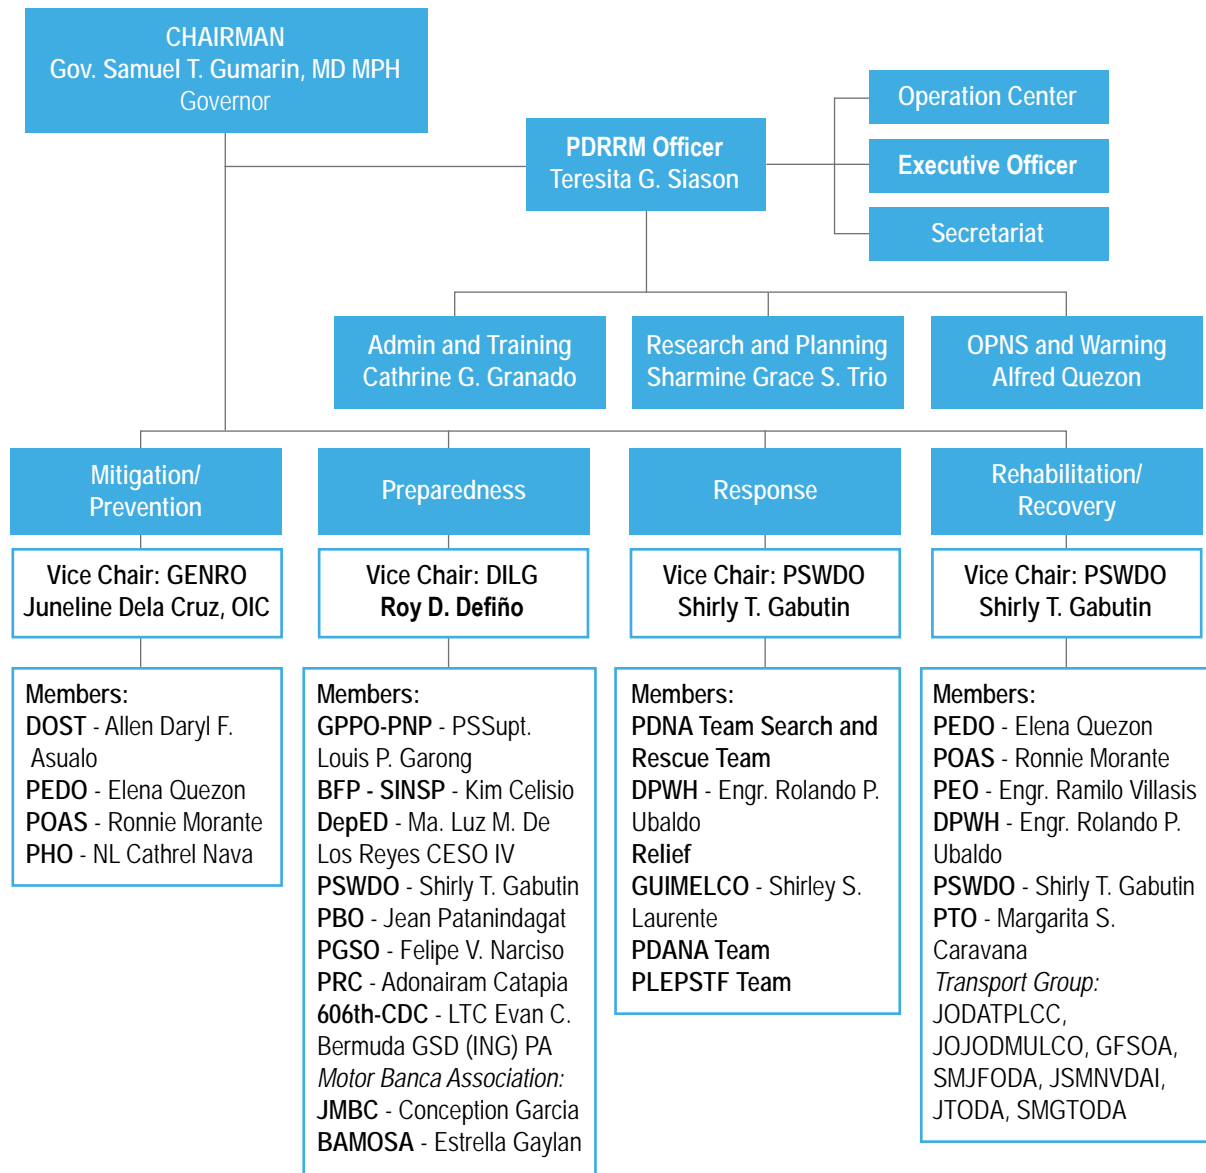 CHAIRMAN
Gov. Samuel T. Gumarin, MD MPH
Governor
Operation Center
PDRRM Officer
Teresita G. Siason
Executive Officer
Secretariat
Admin and Training
Cathrine G. Granado
Research and Planning
Sharmine Grace S. Trio
OPNS and Warning
Alfred Quezon
Mitigation/
Prevention
Vice Chair: GENRO
Juneline Dela Cruz, OIC
Members:
DOST - Allen Daryl F.
Asualo
PEDO - Elena Quezon
POAS - Ronnie Morante
PHO - NL Cathrel Nava
Preparedness
Vice Chair: DILG
Roy D. Defiño
Members:
GPPO-PNP - PSSupt.
Louis P. Garong
BFP - SINSP - Kim Celisio
DepED - Ma. Luz M. De
Los Reyes CESO IV
PSWDO - Shirly T. Gabutin
PBO - Jean Patanindagat
PGSO - Felipe V. Narciso
PRC - Adonairam Catapia
606th-CDC - LTC Evan C.
Bermuda GSD (ING) PA
Motor Banca Association:
JMBC - Conception Garcia
BAMOSA - Estrella Gaylan
Response
Vice Chair: PSWDO
Shirly T. Gabutin
Members:
PDNA Team Search and
Rescue Team
DPWH - Engr. Rolando P.
Ubaldo
Relief
GUIMELCO - Shirley S.
Laurente
PDANA Team
PLEPSTF Team
Rehabilitation/
Recovery
Vice Chair: PSWDO
Shirly T. Gabutin
Members:
PEDO - Elena Quezon
POAS - Ronnie Morante
PEO - Engr. Ramilo Villasis
DPWH - Engr. Rolando P.
Ubaldo
PSWDO - Shirly T. Gabutin
PTO - Margarita S.
Caravana
Transport Group:
JODATPLCC,
JOJODMULCO, GFSOA,
SMJFODA, JSMNVDAI,
JTODA, SMGTODA